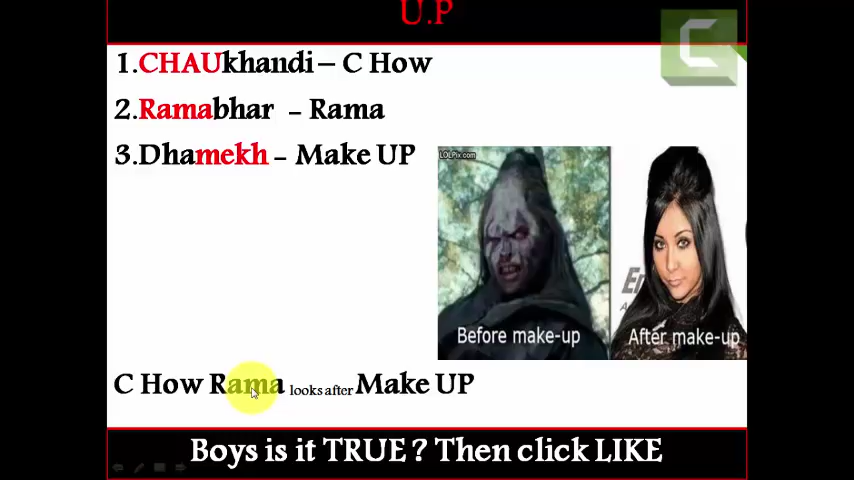 U.P
1.CHAUkhandi – C How
2.Ramabhar - Rama
3.Dhamekh - Make UP
LOLPix.com
En
A
Before make-up
After make-up
C How Rama looks after Make UP
Boys is it TRUE? Then click LIKE